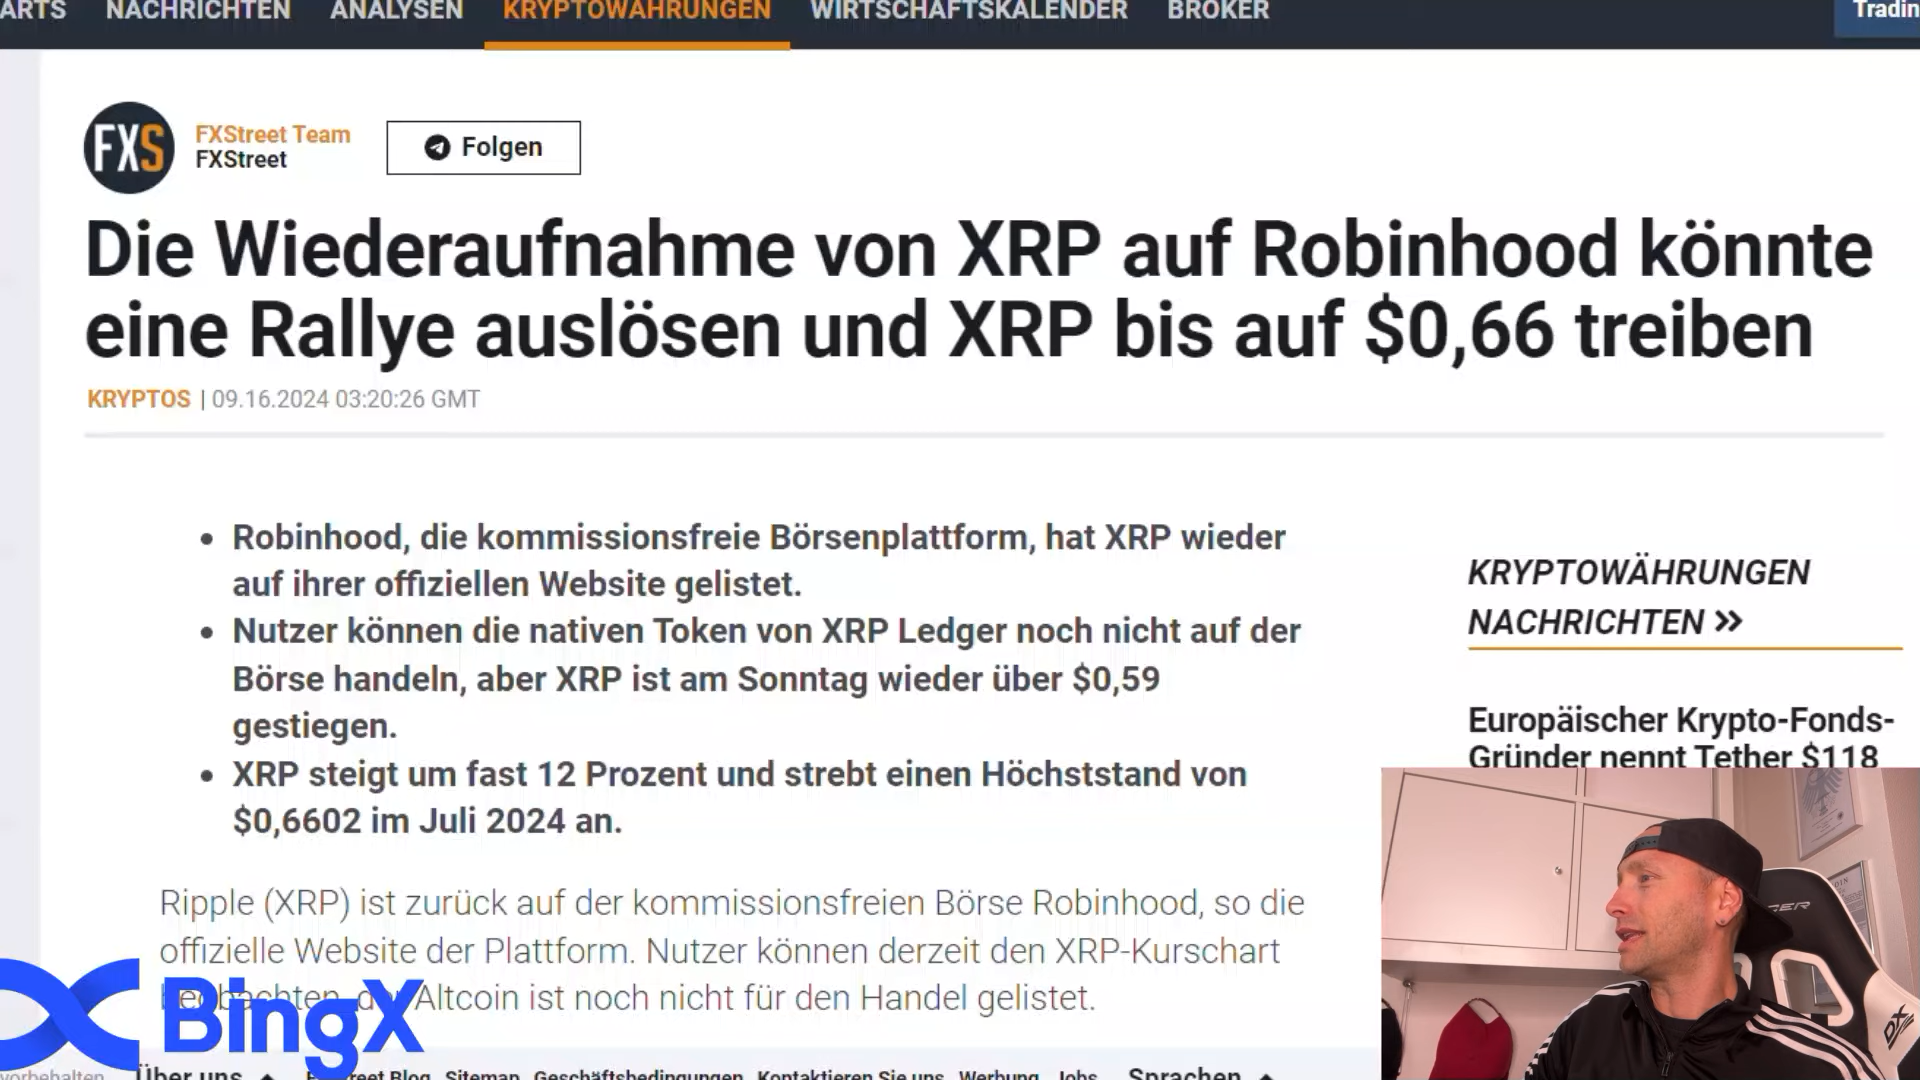 NACHRICHTEN ANALYSEN KRYPTOWÄHRUNGEN WIRTSCHAFTSKALENDER BROKER
FXS
FXStreet Team
FXStreet
Folgen
Die Wiederaufnahme von XRP auf Robinhood könnte
eine Rallye auslösen und XRP bis auf $0,66 treiben
KRYPTOS | 09.16.2024 03:20:26 GMT
• Robinhood, die kommissionsfreie Börsenplattform, hat XRP wieder
auf ihrer offiziellen Website gelistet.
• Nutzer können die nativen Token von XRP Ledger noch nicht auf der
Börse handeln, aber XRP ist am Sonntag wieder über $0,59
gestiegen.
• XRP steigt um fast 12 Prozent und strebt einen Höchststand von
$0,6602 im Juli 2024 an.
Ripple (XRP) ist zurück auf der kommissionsfreien Börse Robinhood, so die
offizielle Website der Plattform. Nutzer können derzeit den XRP-Kurschart
Altcoin ist noch nicht für den Handel gelistet.
KRYPTOWÄHRUNGEN
NACHRICHTEN »
Europäischer Krypto-Fonds-
Gründer nennt Tether $118
BingX
vorbehalten Über uns Blog Sitemap Geschäftsbedingungen Kontaktieren Sie uns Werbung Jobs Sprachen